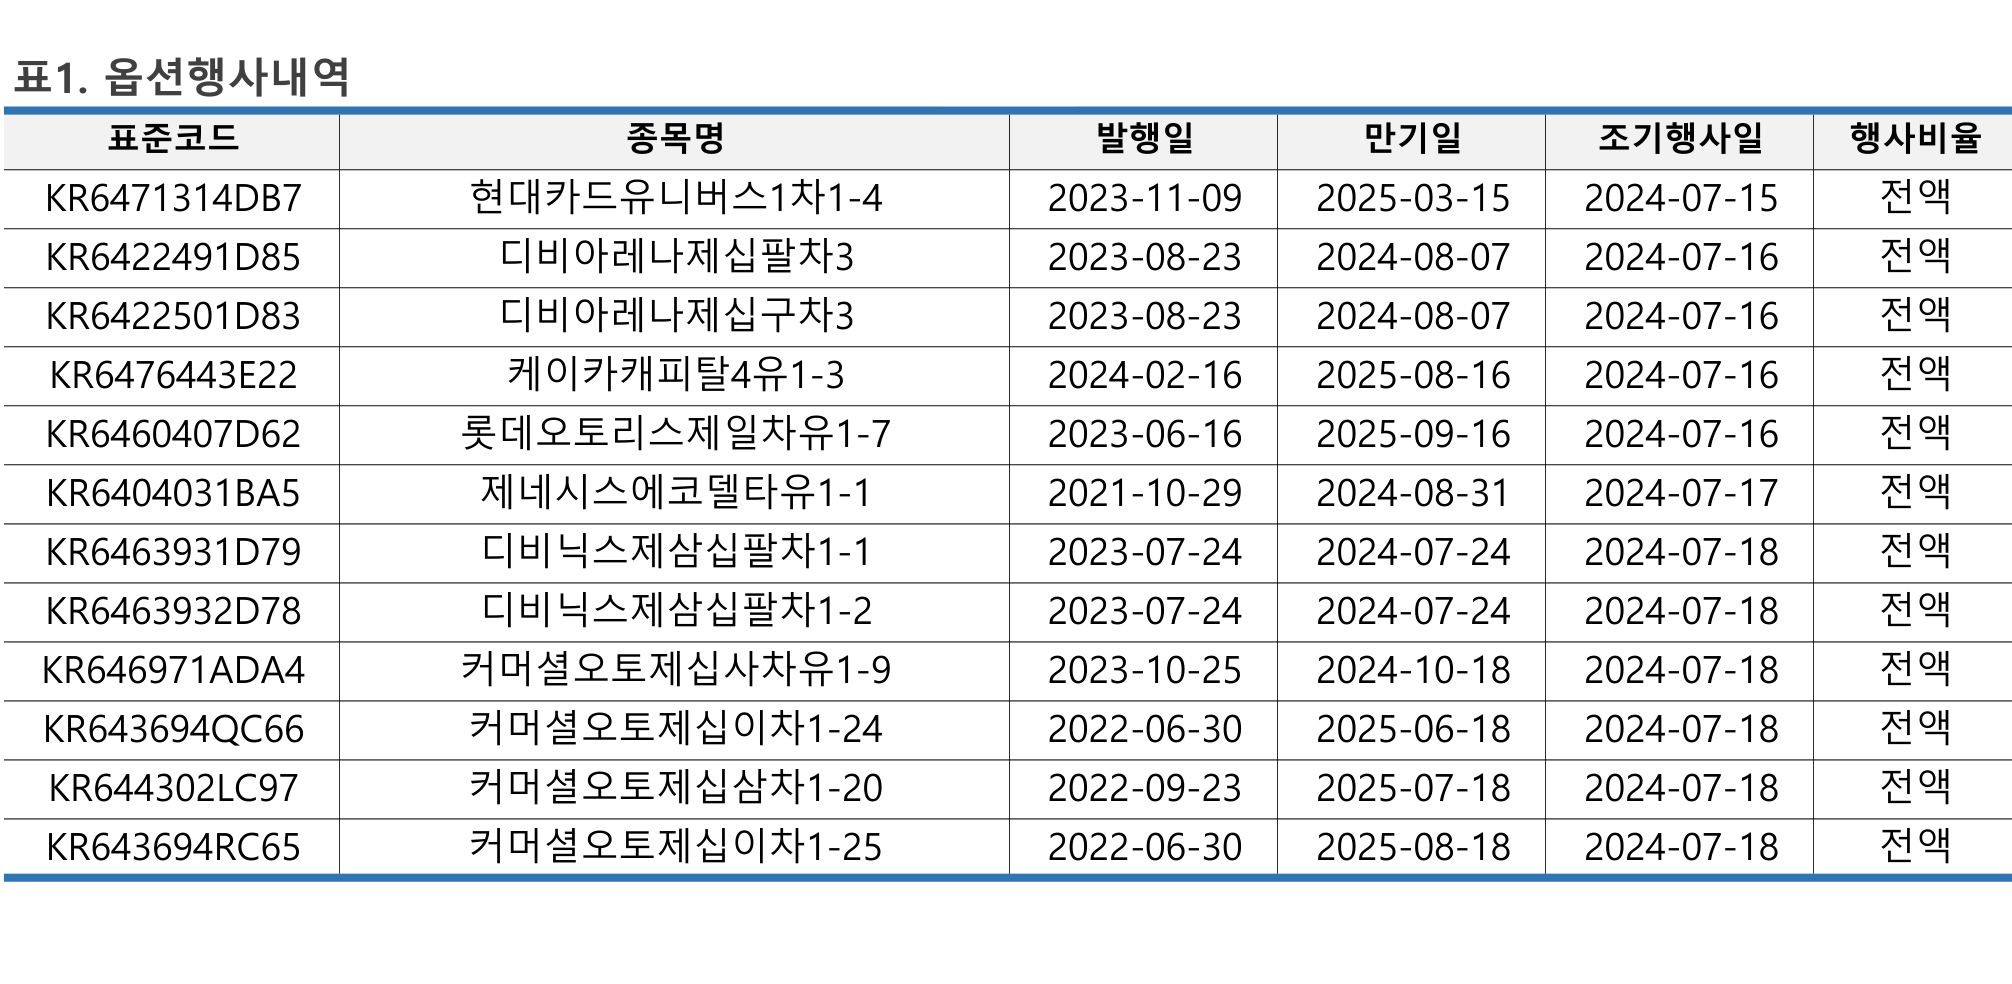 표1. 옵션행사내역
표준코드 종목명 발행일 만기일 조기행사일 행사비율
KR6471314DB7 현대카드유니버스1차1-4 2023-11-09 2025-03-15 2024-07-15 전액
KR6422491D85 디비아레나제십팔차3 2023-08-23 2024-08-07 2024-07-16 전액
KR6422501D83 디비아레나제십구차3 2023-08-23 2024-08-07 2024-07-16 전액
KR6476443E22 케이카캐피탈4유1-3 2024-02-16 2025-08-16 2024-07-16 전액
KR6460407D62 롯데오토리스제일차유1-7 2023-06-16 2025-09-16 2024-07-16 전액
KR6404031BA5 제네시스에코델타유1-1 2021-10-29 2024-08-31 2024-07-17 전액
KR6463931D79 디비닉스제삼십팔차1-1 2023-07-24 2024-07-24 2024-07-18 전액
KR6463932D78 디비닉스제삼십팔차1-2 2023-07-24 2024-07-24 2024-07-18 전액
KR646971ADA4 커머셜오토제십사차유1-9 2023-10-25 2024-10-18 2024-07-18 전액
KR643694QC66 커머셜오토제십이차1-24 2022-06-30 2025-06-18 2024-07-18 전액
KR644302LC97 커머셜오토제십삼차1-20 2022-09-23 2025-07-18 2024-07-18 전액
KR643694RC65 커머셜오토제십이차1-25 2022-06-30 2025-08-18 2024-07-18 전액